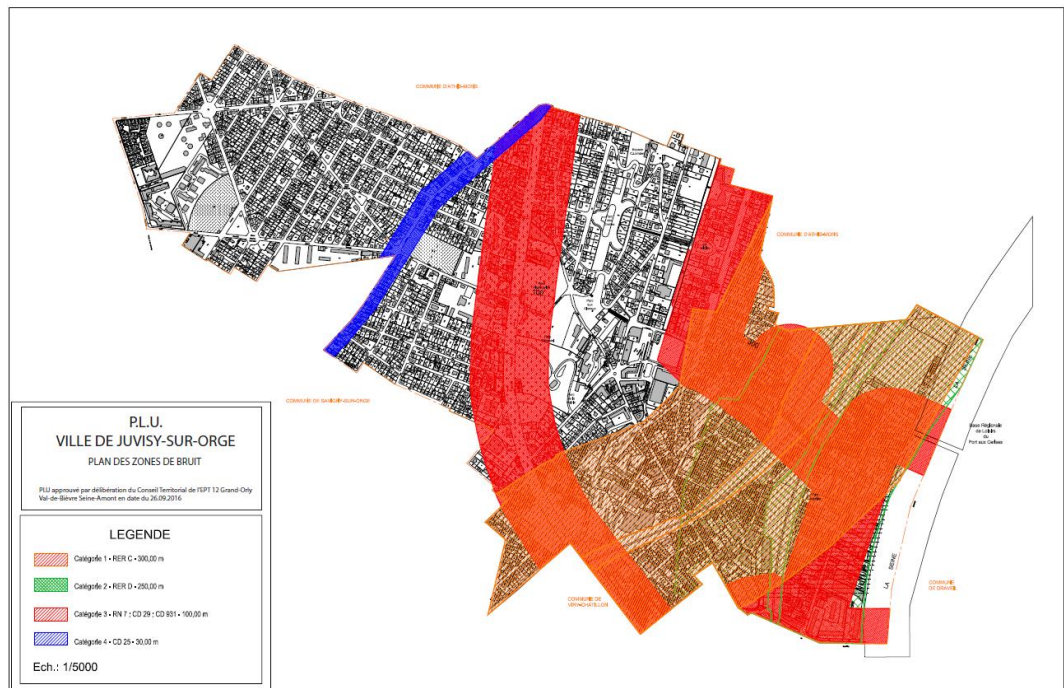 COMMUNE D'ATHIS-MONS
COMMUNE D'ATHIS-MONS
COMMUNE DE SAVIGNY-SUR-ORGE
Base Régionale
de Loisirs
du
Port aux Cerises
LA SEINE
COMMUNE
DE DRAVEIL
COMMUNE DE
VIRY-CHATILLON
P.L.U.
VILLE DE JUVISY-SUR-ORGE
PLAN DES ZONES DE BRUIT
PLU approuvé par délibération du Conseil Territorial de l'EPT 12 Grand-Orly
Val-de-Bièvre Seine-Amont en date du 26.09.2016
LEGENDE
Catégorie 1 - RER C - 300,00 m
Catégorie 2 - RER D - 250,00 m
Catégorie 3 - RN 7 ; CD 29 ; CD 931 - 100,00 m
Catégorie 4 - CD 25 - 30,00 m
Ech.: 1/5000